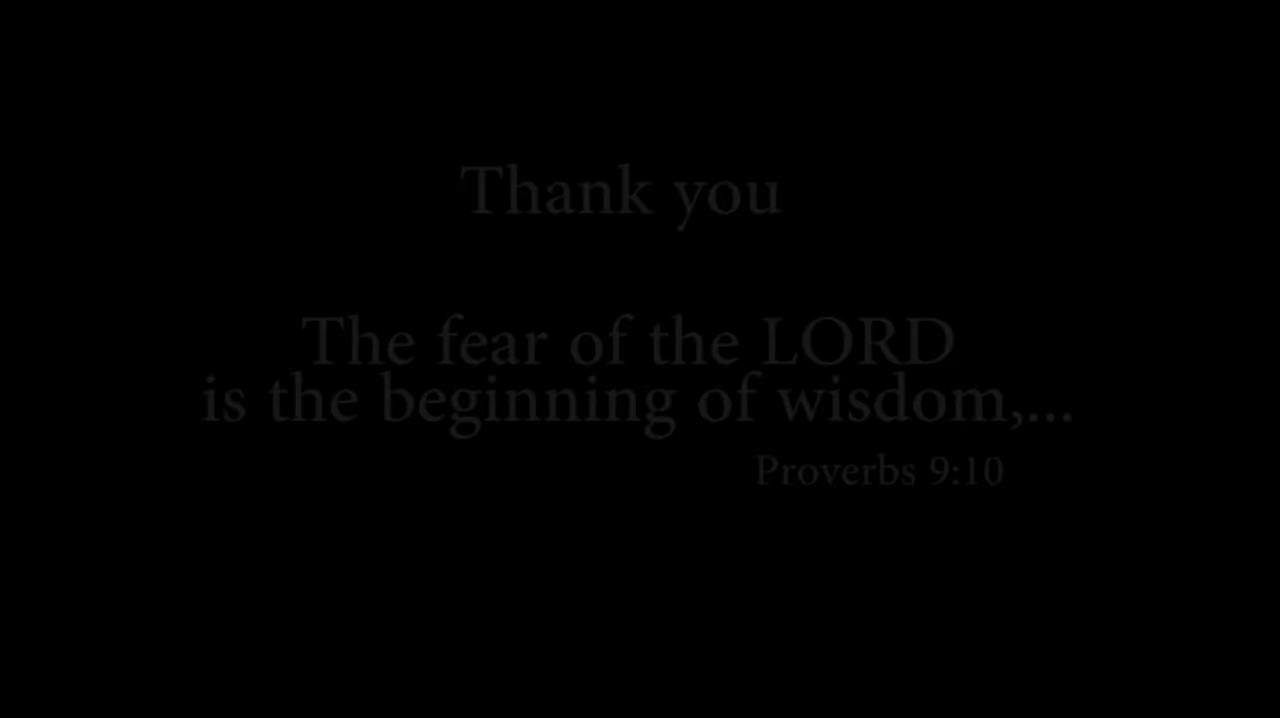 Thank you
The fear of the LORD
is the beginning of wisdom,...
Proverbs 9:10